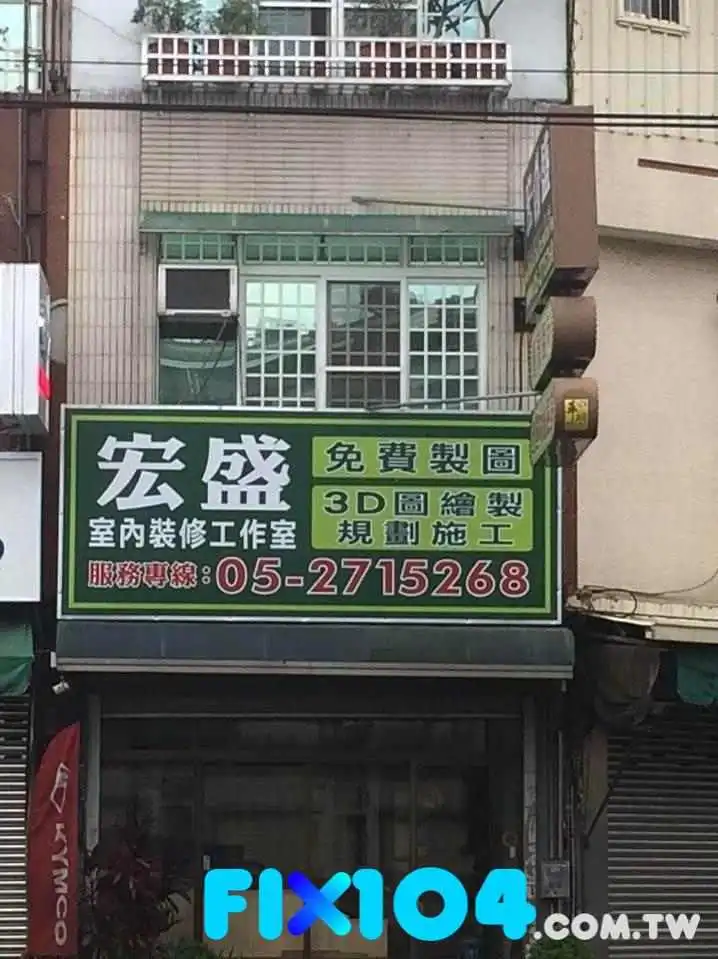 宏盛
室內裝修工作室
免費製圖
3D圖繪製
規劃施工
服務專線:05-2715268
KYMCO
FIX104.COM.TW